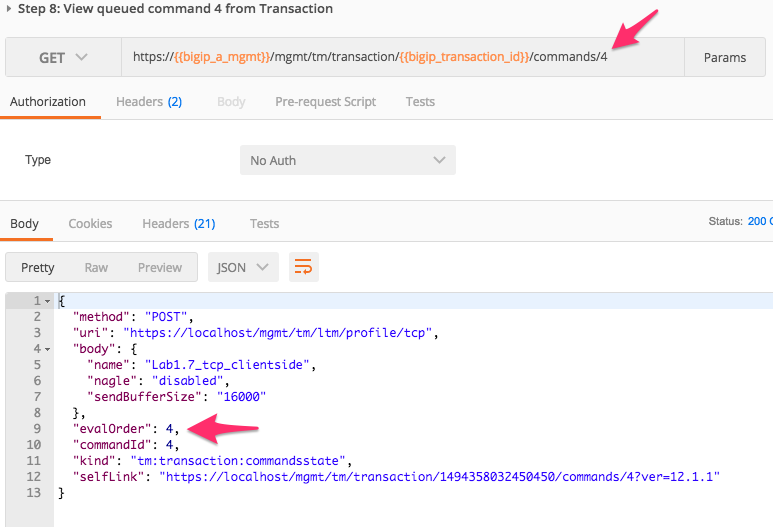 Step 8: View queued command 4 from Transaction
GET https://{{bigip_a_mgmt}}/mgmt/tm/transaction/{{bigip_transaction_id}}/commands/4 Params
Authorization Headers (2) Body Pre-request Script Tests
Type No Auth
Body Cookies Headers (21) Tests Status: 200
Pretty Raw Preview JSON
1 {
2 "method": "POST",
3 "uri": "https://localhost/mgmt/tm/ltm/profile/tcp",
4 "body": {
5 "name": "Lab1.7_tcp_clientside",
6 "nagle": "disabled",
7 "sendBufferSize": "16000"
8 },
9 "evalOrder": 4,
10 "commandId": 4,
11 "kind": "tm:transaction:commandsstate",
12 "selfLink": "https://localhost/mgmt/tm/transaction/1494358032450450/commands/4?ver=12.1.1"
13 }